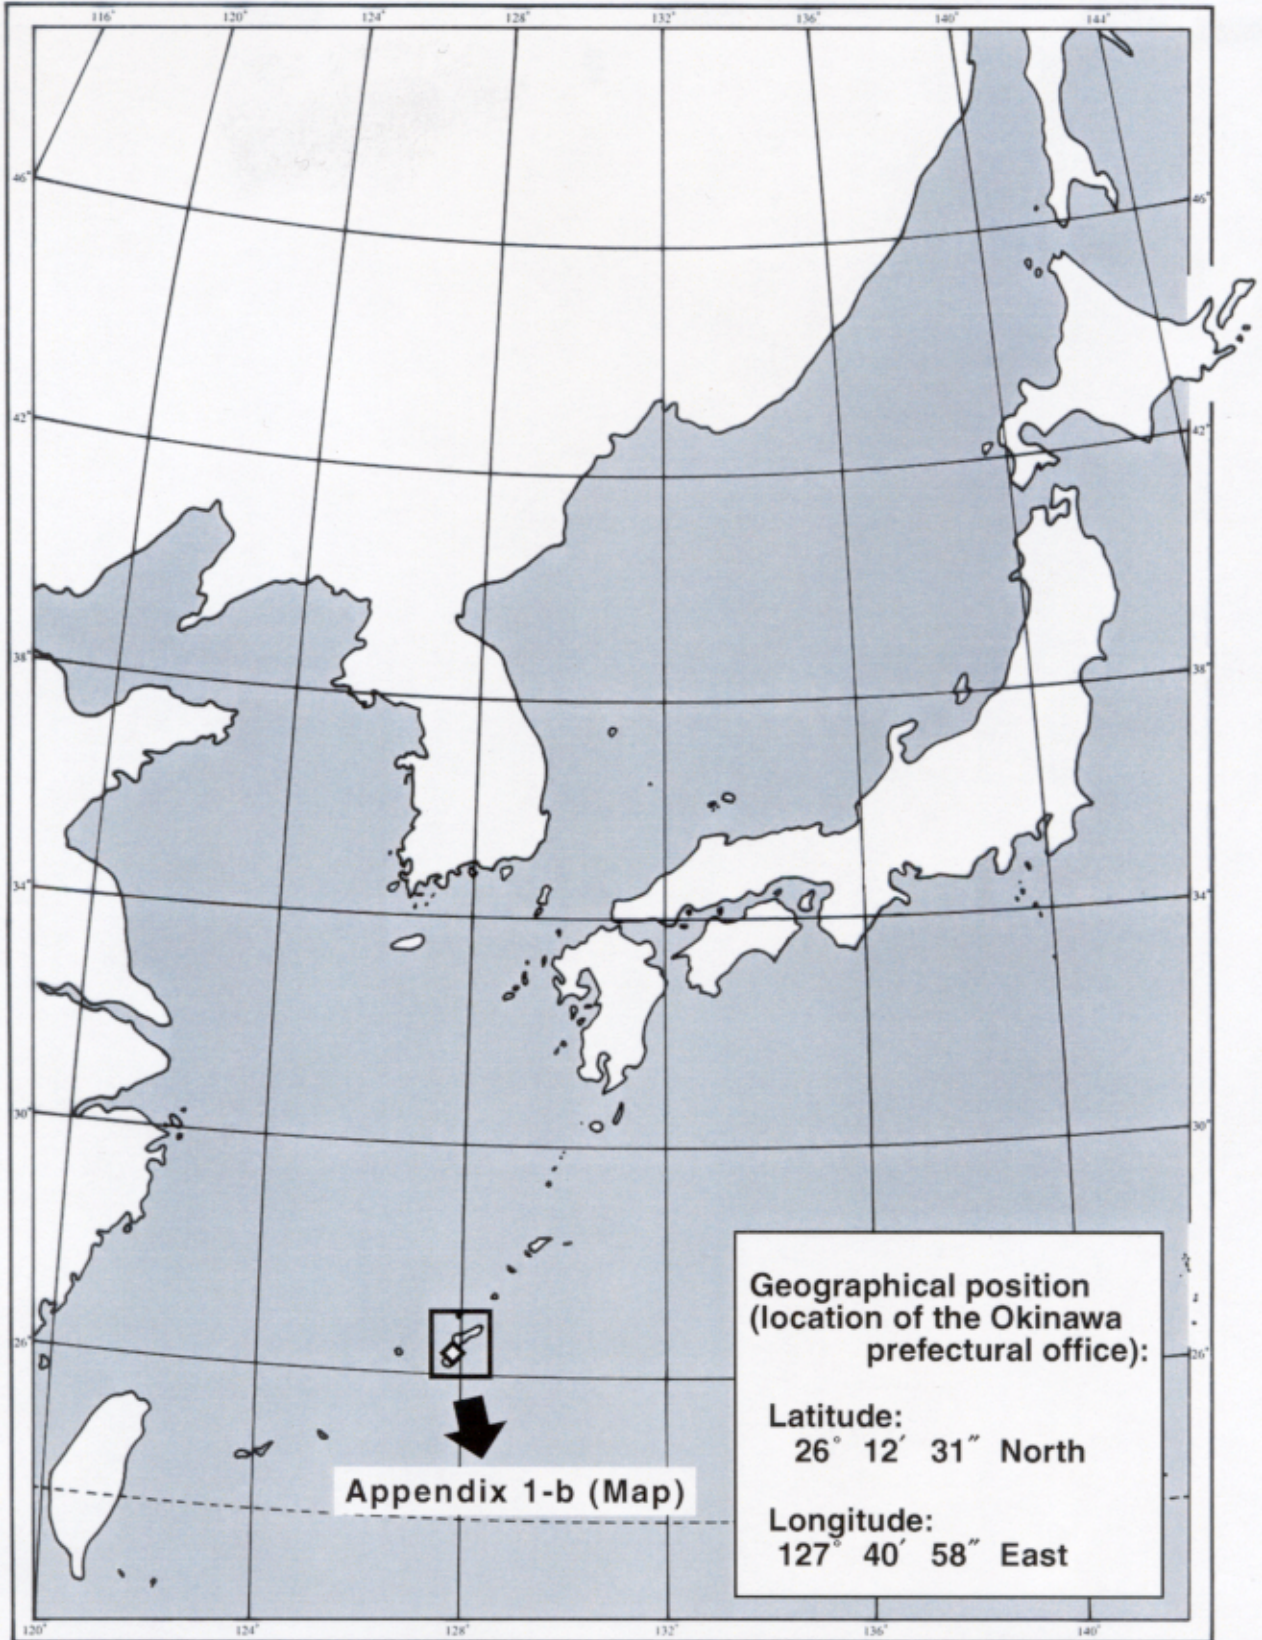 116° 120° 124° 128° 132° 136° 140° 144°
46° 46°
42° 42°
38° 38°
34° 34°
30° 30°
26° 26°
Geographical position
(location of the Okinawa
prefectural office):
Latitude:
26° 12′ 31″ North
Longitude:
127° 40′ 58″ East
Appendix 1-b (Map)
120° 124° 128° 132° 136° 140°